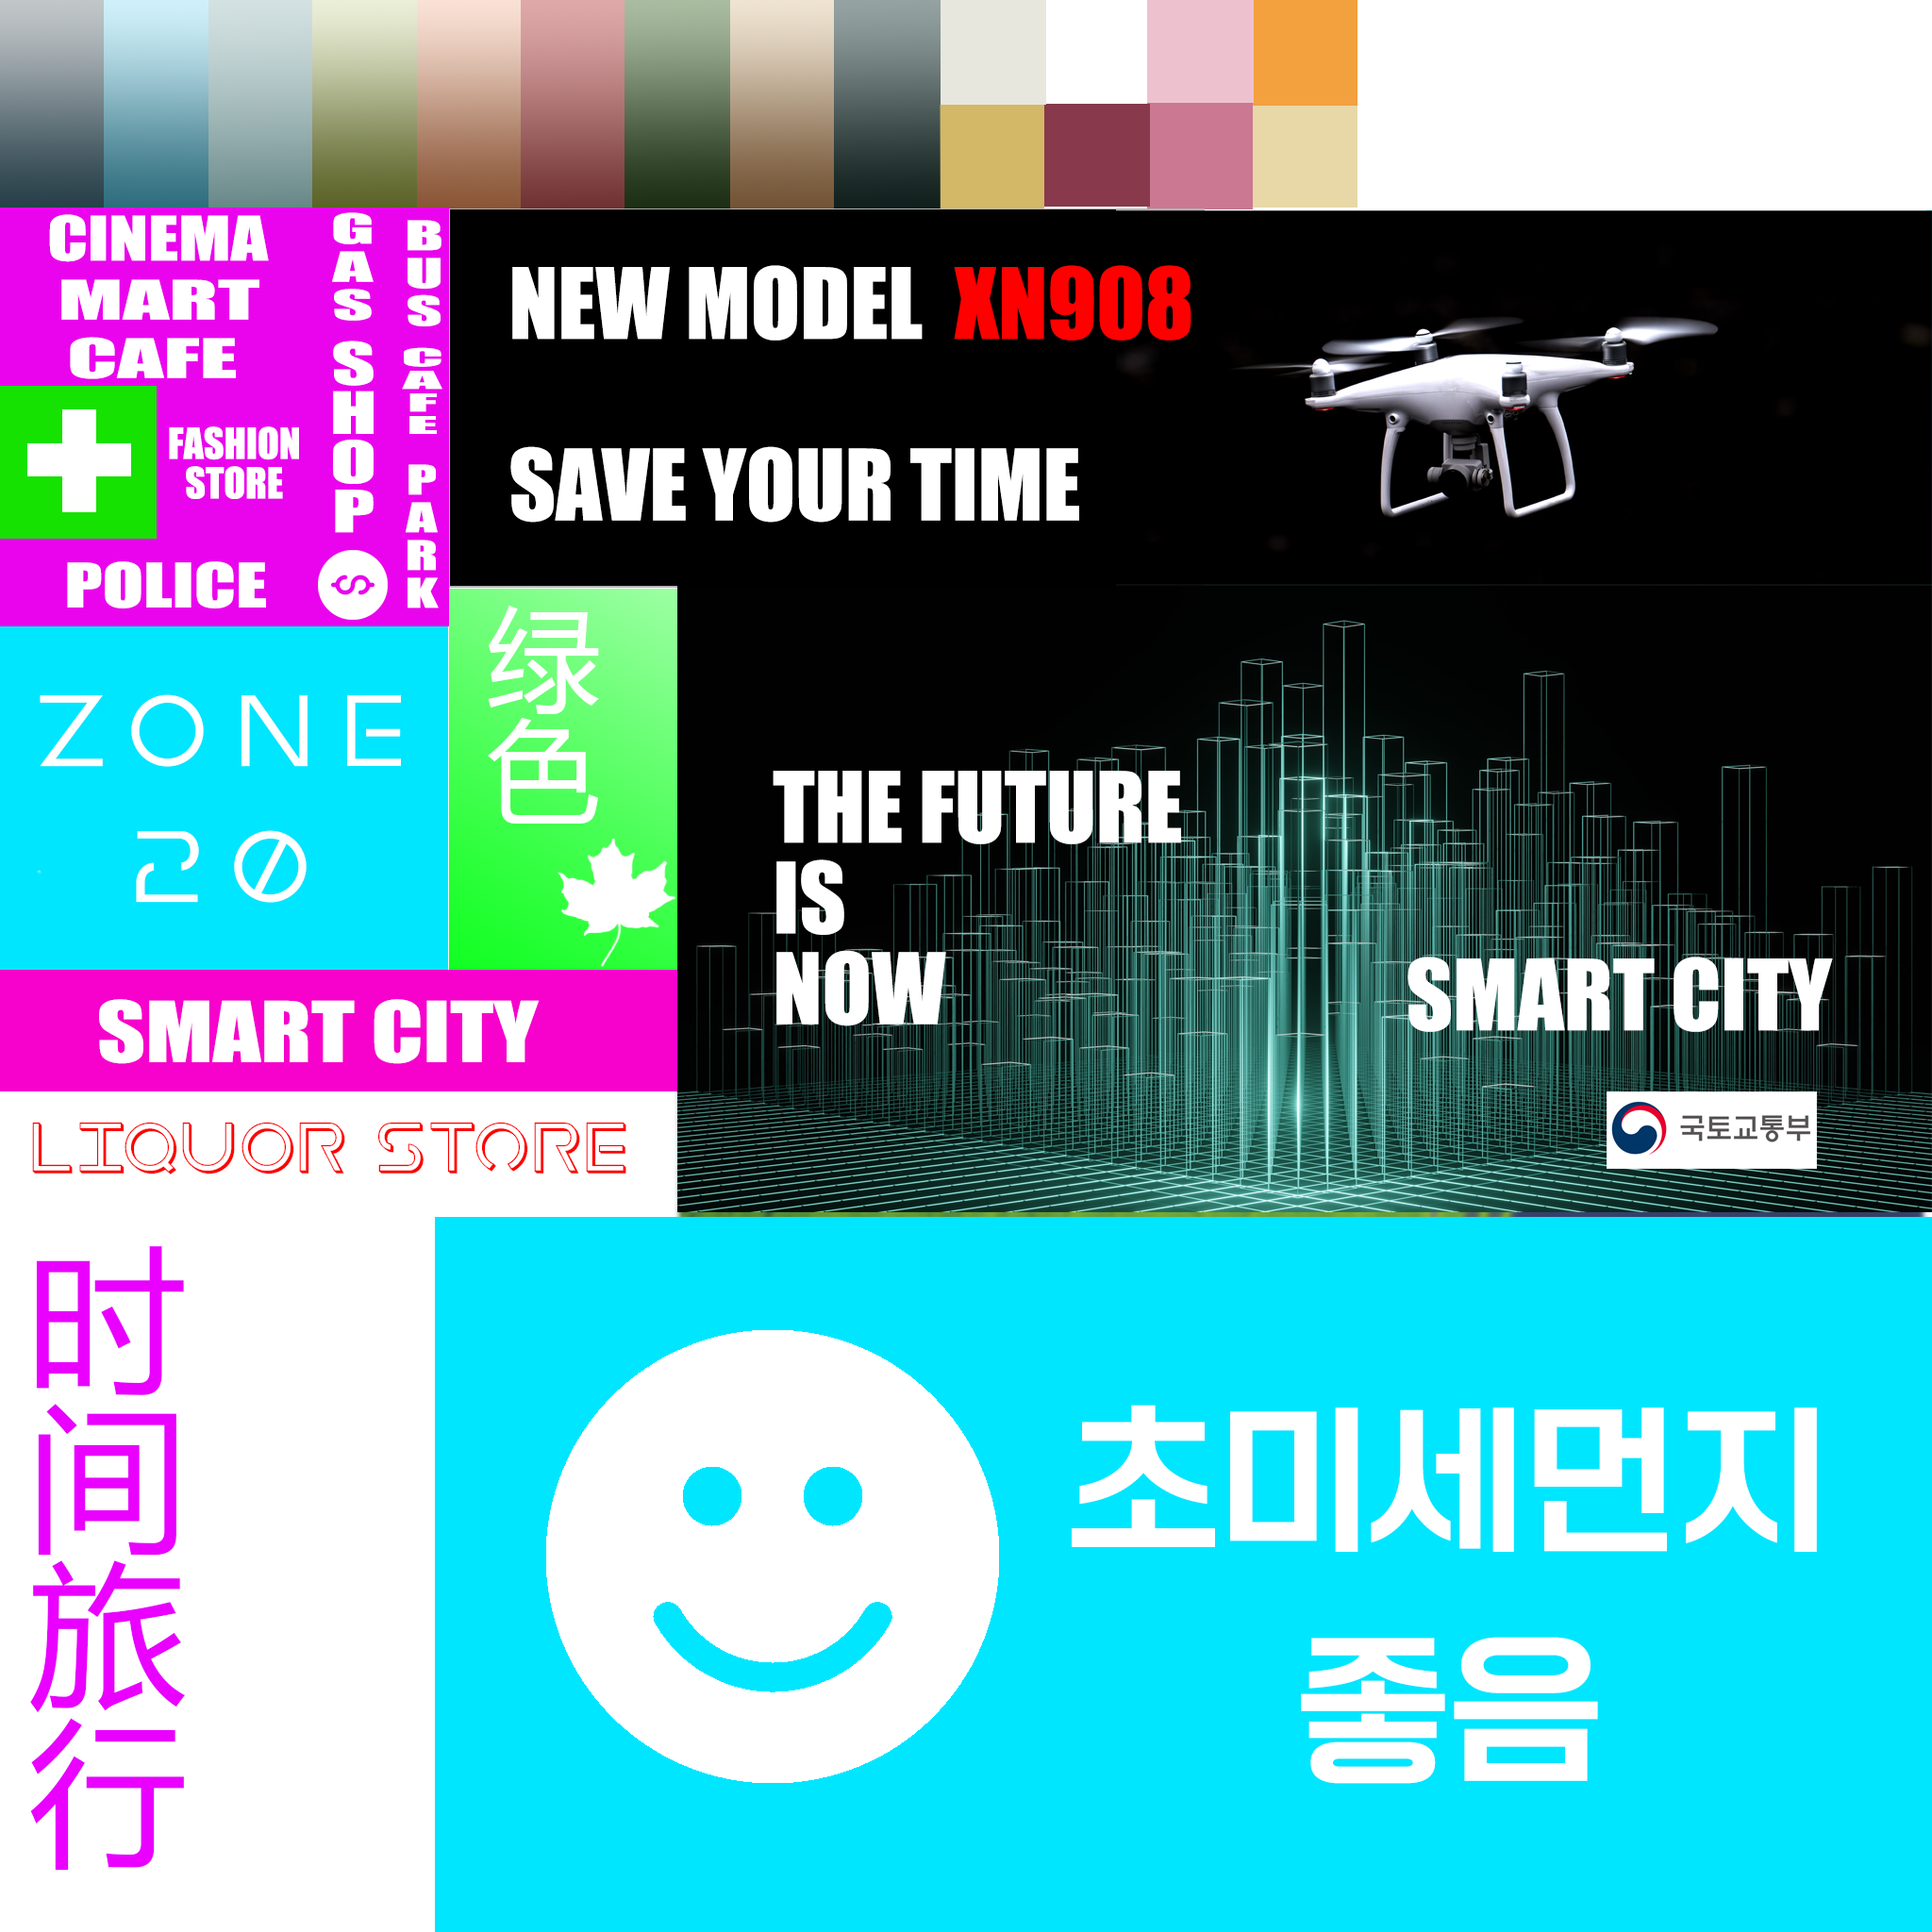 CINEMA
MART
CAFE
FASHION
STORE
POLICE
GAS SHOP
BUS CAFE PARK
NEW MODEL XN908
SAVE YOUR TIME
ZONE
20
绿色
THE FUTURE
IS
NOW
SMART CITY
국토교통부
SMART CITY
LIQUOR STORE
时间旅行
초미세먼지
좋음